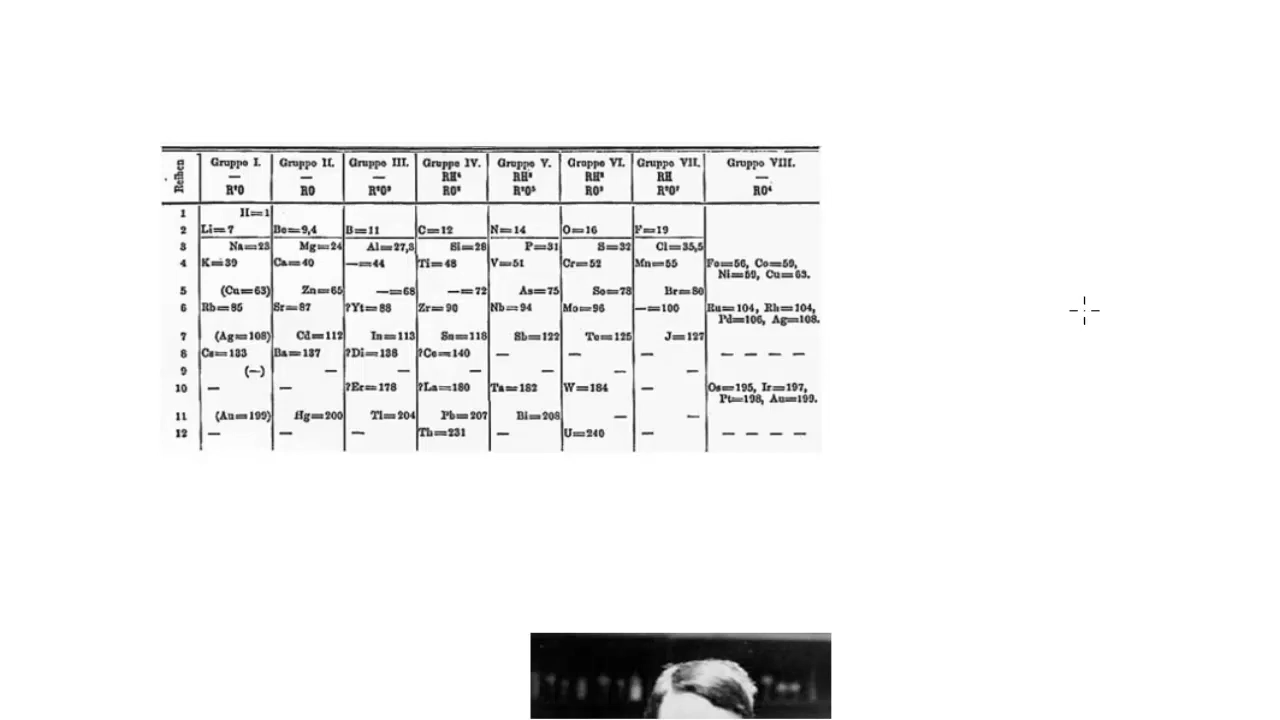 Reihen Gruppe I. Gruppe II. Gruppe III. Gruppe IV. Gruppe V. Gruppe VI. Gruppe VII. Gruppe VIII.
— — — RH⁴ RH³ RH² RH —
R²O RO R²O³ RO² R²O⁵ RO³ R²O⁷ RO⁴
1 H=1
2 Li=7 Be=9,4 B=11 C=12 N=14 O=16 F=19
3 Na=23 Mg=24 Al=27,3 Si=28 P=31 S=32 Cl=35,5
4 K=39 Ca=40 —=44 Ti=48 V=51 Cr=52 Mn=55 Fe=56, Co=59,
Ni=59, Cu=63.
5 (Cu=63) Zn=65 —=68 —=72 As=75 Se=78 Br=80
6 Rb=85 Sr=87 ?Yt=88 Zr=90 Nb=94 Mo=96 —=100 Ru=104, Rh=104,
Pd=106, Ag=108.
7 (Ag=108) Cd=112 In=113 Sn=118 Sb=122 Te=125 J=127
8 Cs=133 Ba=137 ?Di=138 ?Ce=140 — — — — — — —
9 (—) — — — — — —
10 — — ?Er=178 ?La=180 Ta=182 W=184 — Os=195, Ir=197,
Pt=198, Au=199.
11 (Au=199) Hg=200 Tl=204 Pb=207 Bi=208 — —
12 — — — Th=231 — U=240 — — — — —